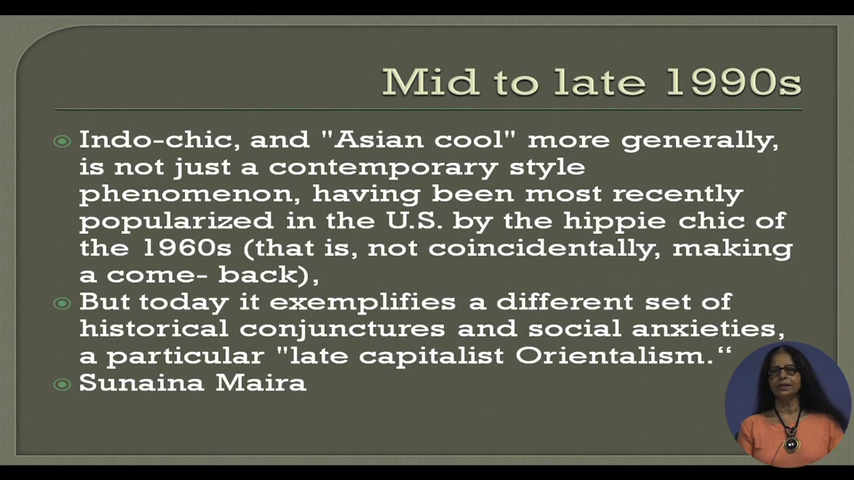 Mid to late 1990s
Indo-chic, and "Asian cool" more generally,
is not just a contemporary style
phenomenon, having been most recently
popularized in the U.S. by the hippie chic of
the 1960s (that is, not coincidentally, making
a come- back),
But today it exemplifies a different set of
historical conjunctures and social anxieties,
a particular "late capitalist Orientalism.“
Sunaina Maira